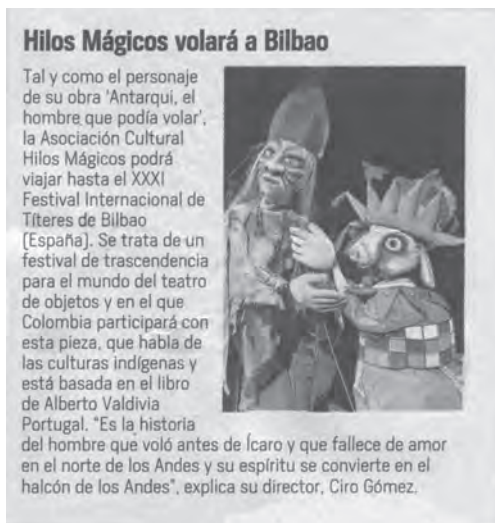 Hilos Mágicos volará a Bilbao
Tal y como el personaje
de su obra 'Antarqui, el
hombre que podía volar',
la Asociación Cultural
Hilos Mágicos podrá
viajar hasta el XXXI
Festival Internacional de
Títeres de Bilbao
(España). Se trata de un
festival de trascendencia
para el mundo del teatro
de objetos y en el que
Colombia participará con
esta pieza, que habla de
las culturas indígenas y
está basada en el libro
de Alberto Valdivia
Portugal. "Es la historia
del hombre que voló antes de Ícaro y que fallece de amor
en el norte de los Andes y su espíritu se convierte en el
halcón de los Andes", explica su director, Ciro Gómez.